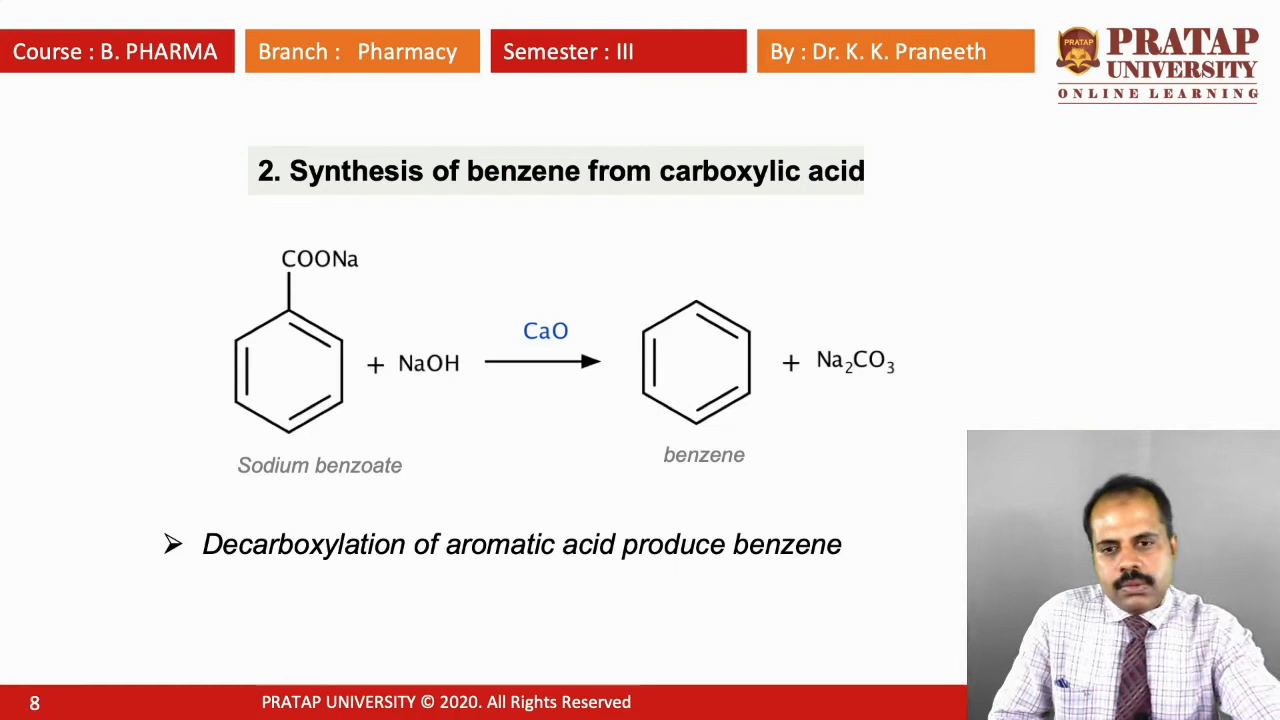 Course : B. PHARMA
Branch : Pharmacy
Semester : III
By : Dr. K. K. Praneeth
PRATAP
PRATAP
UNIVERSITY
ONLINE LEARNING
2. Synthesis of benzene from carboxylic acid
COONa
+ NaOH
CaO
+ Na₂CO₃
Sodium benzoate
benzene
➢ Decarboxylation of aromatic acid produce benzene
8
PRATAP UNIVERSITY © 2020. All Rights Reserved